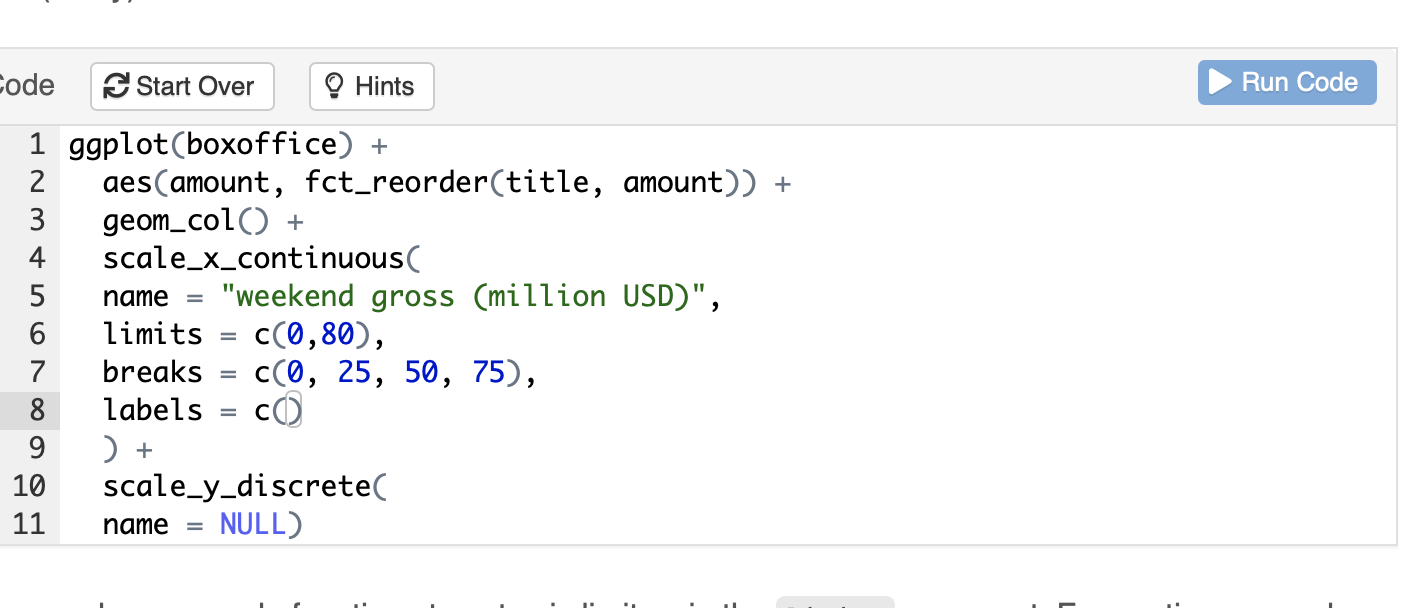 Code Start Over Hints Run Code
1 ggplot(boxoffice) +
2 aes(amount, fct_reorder(title, amount)) +
3 geom_col() +
4 scale_x_continuous(
5 name = "weekend gross (million USD)",
6 limits = c(0,80),
7 breaks = c(0, 25, 50, 75),
8 labels = c()
9 ) +
10 scale_y_discrete(
11 name = NULL)